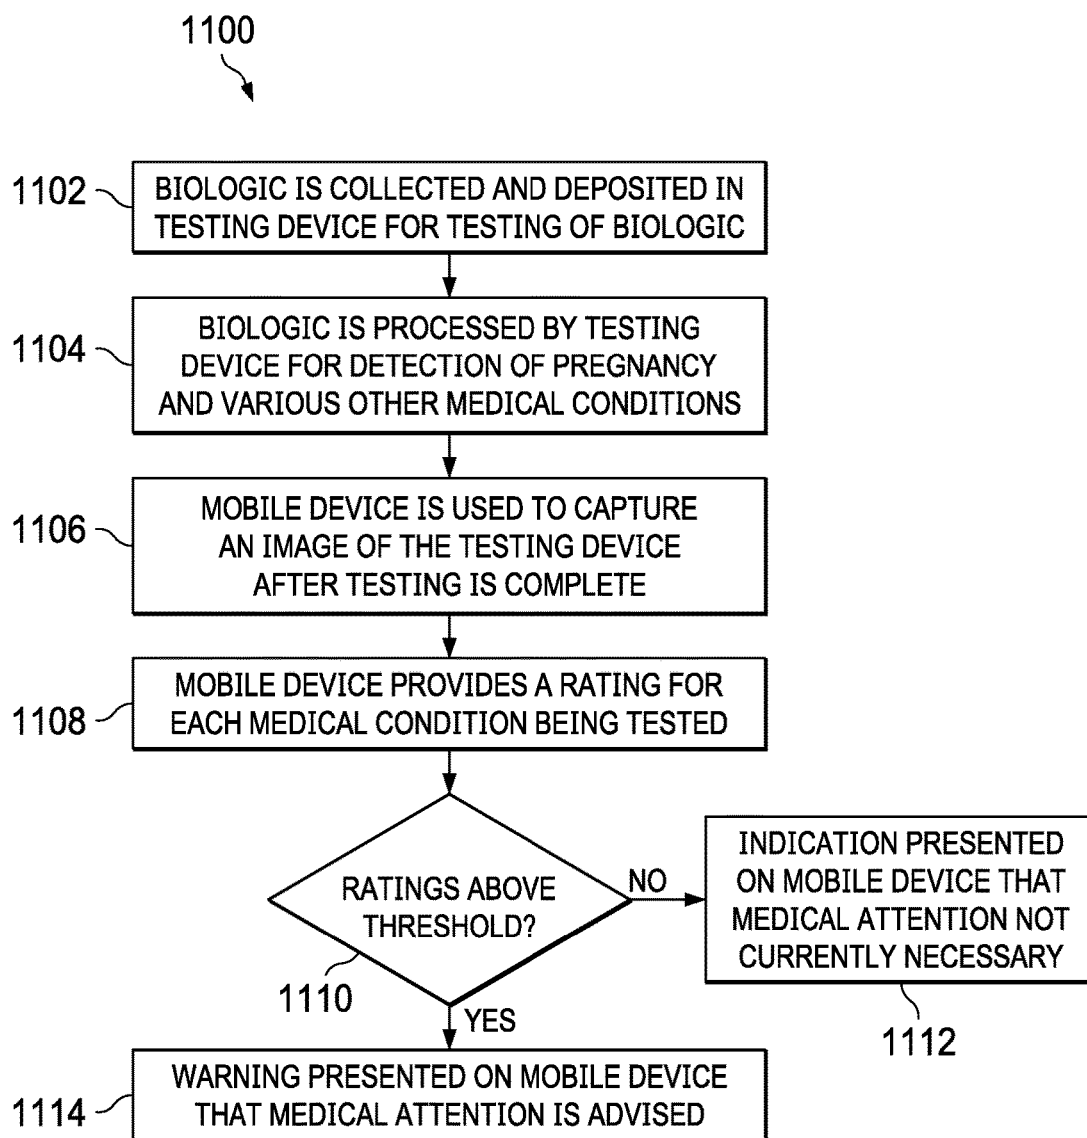 1100
1102
BIOLOGIC IS COLLECTED AND DEPOSITED IN
TESTING DEVICE FOR TESTING OF BIOLOGIC
1104
BIOLOGIC IS PROCESSED BY TESTING
DEVICE FOR DETECTION OF PREGNANCY
AND VARIOUS OTHER MEDICAL CONDITIONS
1106
MOBILE DEVICE IS USED TO CAPTURE
AN IMAGE OF THE TESTING DEVICE
AFTER TESTING IS COMPLETE
1108
MOBILE DEVICE PROVIDES A RATING FOR
EACH MEDICAL CONDITION BEING TESTED
RATINGS ABOVE
THRESHOLD?
1110
NO
INDICATION PRESENTED
ON MOBILE DEVICE THAT
MEDICAL ATTENTION NOT
CURRENTLY NECESSARY
1112
YES
1114
WARNING PRESENTED ON MOBILE DEVICE
THAT MEDICAL ATTENTION IS ADVISED